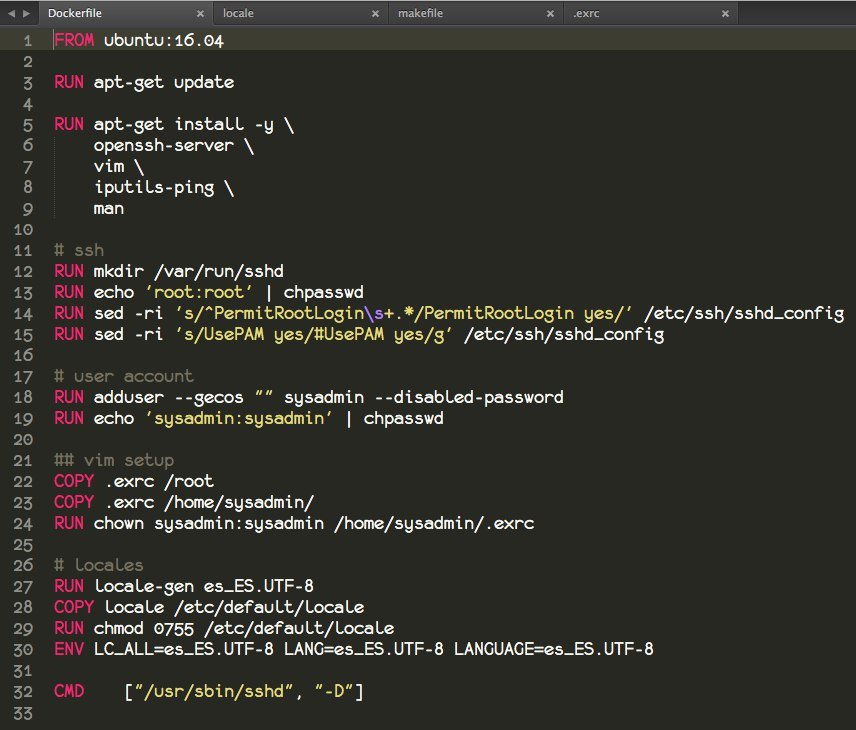 Dockerfile × locale × makefile × .exrc ×
1 FROM ubuntu:16.04
2
3 RUN apt-get update
4
5 RUN apt-get install -y \
6     openssh-server \
7     vim \
8     iputils-ping \
9     man
10
11 # ssh
12 RUN mkdir /var/run/sshd
13 RUN echo 'root:root' | chpasswd
14 RUN sed -ri 's/^PermitRootLogin\s+.*/PermitRootLogin yes/' /etc/ssh/sshd_config
15 RUN sed -ri 's/UsePAM yes/#UsePAM yes/g' /etc/ssh/sshd_config
16
17 # user account
18 RUN adduser --gecos "" sysadmin --disabled-password
19 RUN echo 'sysadmin:sysadmin' | chpasswd
20
21 ## vim setup
22 COPY .exrc /root
23 COPY .exrc /home/sysadmin/
24 RUN chown sysadmin:sysadmin /home/sysadmin/.exrc
25
26 # locales
27 RUN locale-gen es_ES.UTF-8
28 COPY locale /etc/default/locale
29 RUN chmod 0755 /etc/default/locale
30 ENV LC_ALL=es_ES.UTF-8 LANG=es_ES.UTF-8 LANGUAGE=es_ES.UTF-8
31
32 CMD    ["/usr/sbin/sshd", "-D"]
33